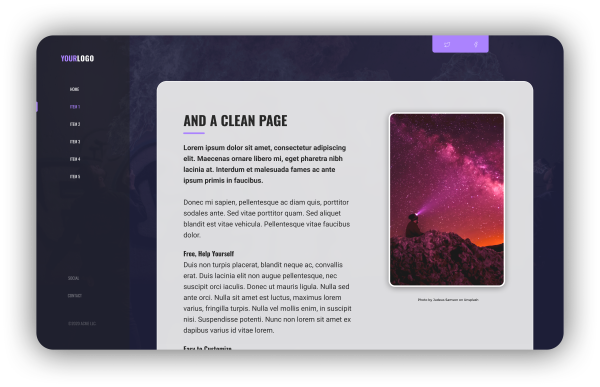 YOURLOGO
HOME
ITEM 1
ITEM 2
ITEM 3
ITEM 4
ITEM 5
SOCIAL
CONTACT
AND A CLEAN PAGE
Lorem ipsum dolor sit amet, consectetur adipiscing
elit. Maecenas ornare libero mi, eget pharetra nibh
lacinia at. Interdum et malesuada fames ac ante
ipsum primis in faucibus.
Donec mi sapien, pellentesque ac diam quis, porttitor
sodales ante. Sed vitae porttitor quam. Sed aliquet
blandit est vitae vehicula. Pellentesque vitae faucibus
dolor.
Free, Help Yourself
Duis non turpis placerat, blandit neque ac, convallis
erat. Duis lacinia elit non augue pellentesque, nec
suscipit orci iaculis. Donec ut mauris ligula. Nulla sed
ante orci. Nulla sit amet est luctus, maximus lorem
varius, fringilla turpis. Nulla vel mollis enim, in suscipit
nisi. Suspendisse potenti. Nunc non lorem sit amet ex
dapibus varius id vitae lorem.
Easy to Customize
Photo by Joshua Earnson on Unsplash